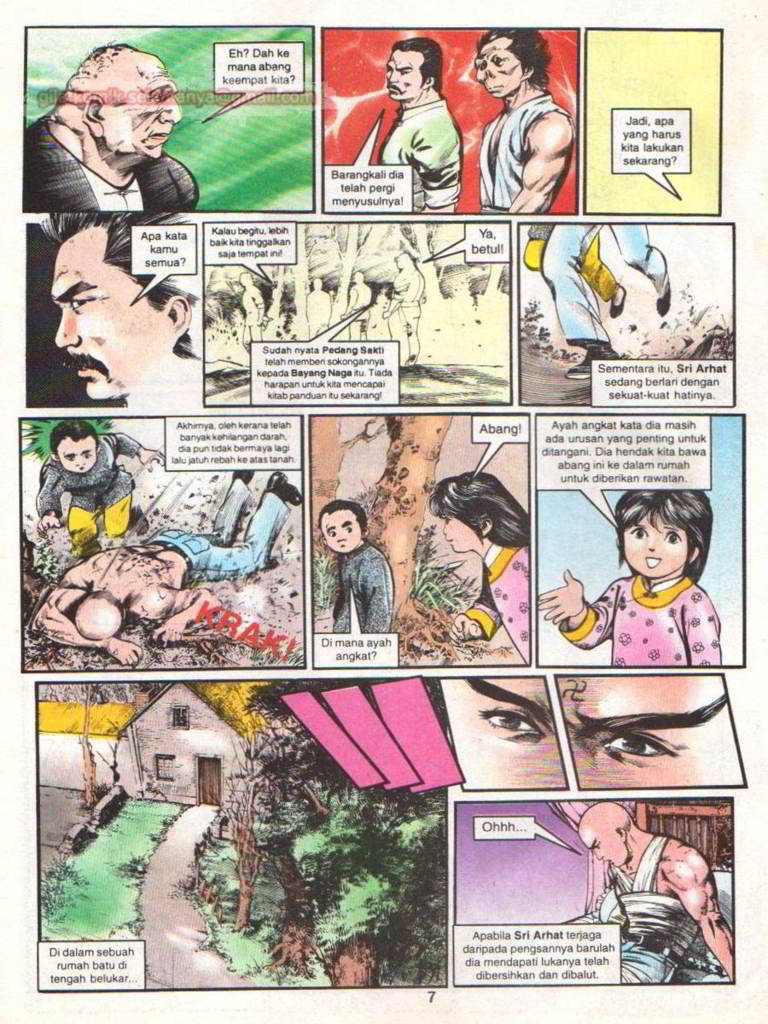 Eh? Dah ke
mana abang
keempat kita?
Barangkali dia
telah pergi
menyusulnya!
Jadi, apa
yang harus
kita lakukan
sekarang?
Apa kata
kamu
semua?
Kalau begitu, lebih
baik kita tinggalkan
saja tempat ini!
Ya,
betul!
Sudah nyata Pedang Sakti
telah memberi sokongannya
kepada Bayang Naga itu. Tiada
harapan untuk kita mencapai
kitab panduan itu sekarang!
Sementara itu, Sri Arhat
sedang berlari dengan
sekuat-kuat hatinya.
Akhirnya, oleh kerana telah
banyak kehilangan darah,
dia pun tidak bermaya lagi
lalu jatuh rebah ke atas tanah.
KRAK!
Abang!
Di mana ayah
angkat?
Ayah angkat kata dia masih
ada urusan yang penting untuk
ditangani. Dia hendak kita bawa
abang ini ke dalam rumah
untuk diberikan rawatan.
卍
Di dalam sebuah
rumah batu di
tengah belukar...
Ohhh...
Apabila Sri Arhat terjaga
daripada pengsannya barulah
dia mendapati lukanya telah
dibersihkan dan dibalut.
7